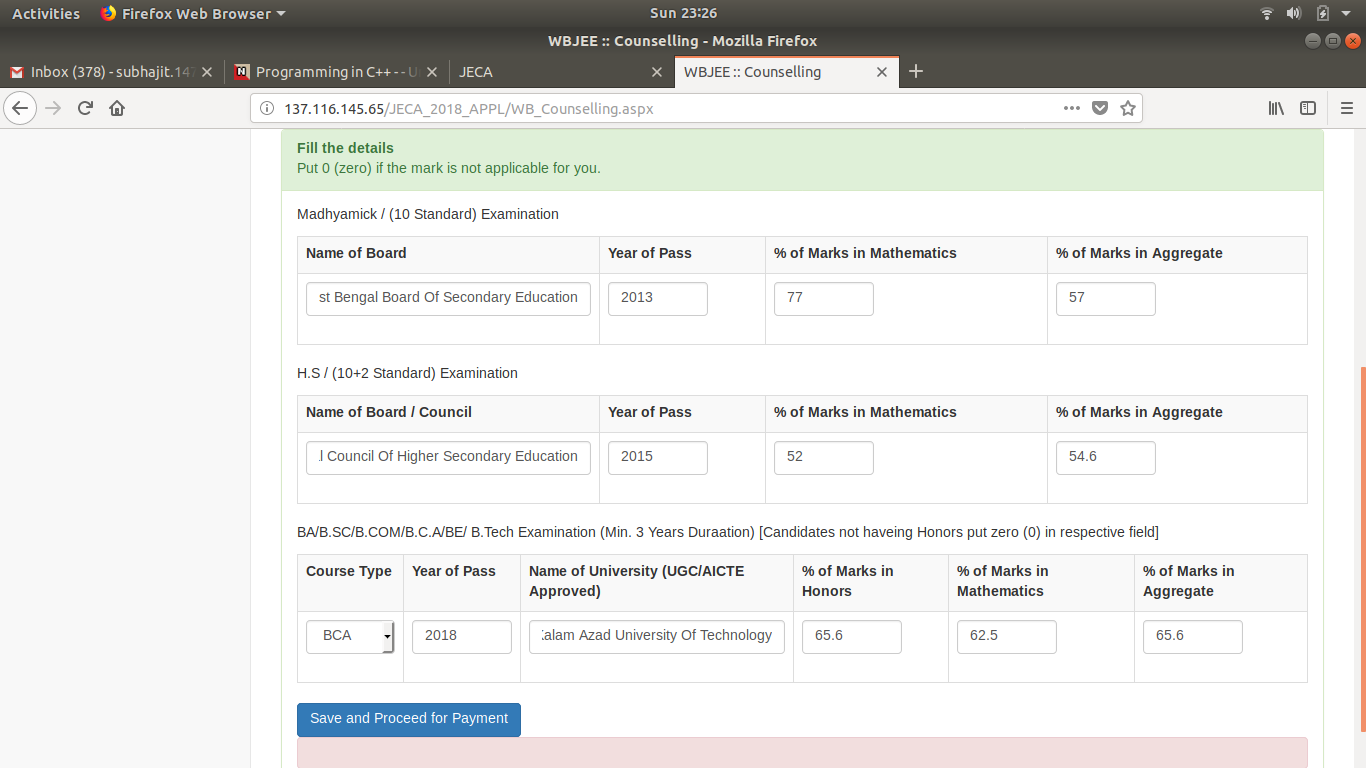 Activities Firefox Web Browser Sun 23:26
WBJEE :: Counselling - Mozilla Firefox
Inbox (378) - subhajit.147 Programming in C++ - - U JECA WBJEE :: Counselling
137.116.145.65/JECA_2018_APPL/WB_Counselling.aspx
Fill the details
Put 0 (zero) if the mark is not applicable for you.
Madhyamick / (10 Standard) Examination
Name of Board Year of Pass % of Marks in Mathematics % of Marks in Aggregate
st Bengal Board Of Secondary Education 2013 77 57
H.S / (10+2 Standard) Examination
Name of Board / Council Year of Pass % of Marks in Mathematics % of Marks in Aggregate
l Council Of Higher Secondary Education 2015 52 54.6
BA/B.SC/B.COM/B.C.A/BE/ B.Tech Examination (Min. 3 Years Duraation) [Candidates not haveing Honors put zero (0) in respective field]
Course Type Year of Pass Name of University (UGC/AICTE % of Marks in % of Marks in % of Marks in
Approved) Honors Mathematics Aggregate
BCA 2018 Kalam Azad University Of Technology 65.6 62.5 65.6
Save and Proceed for Payment